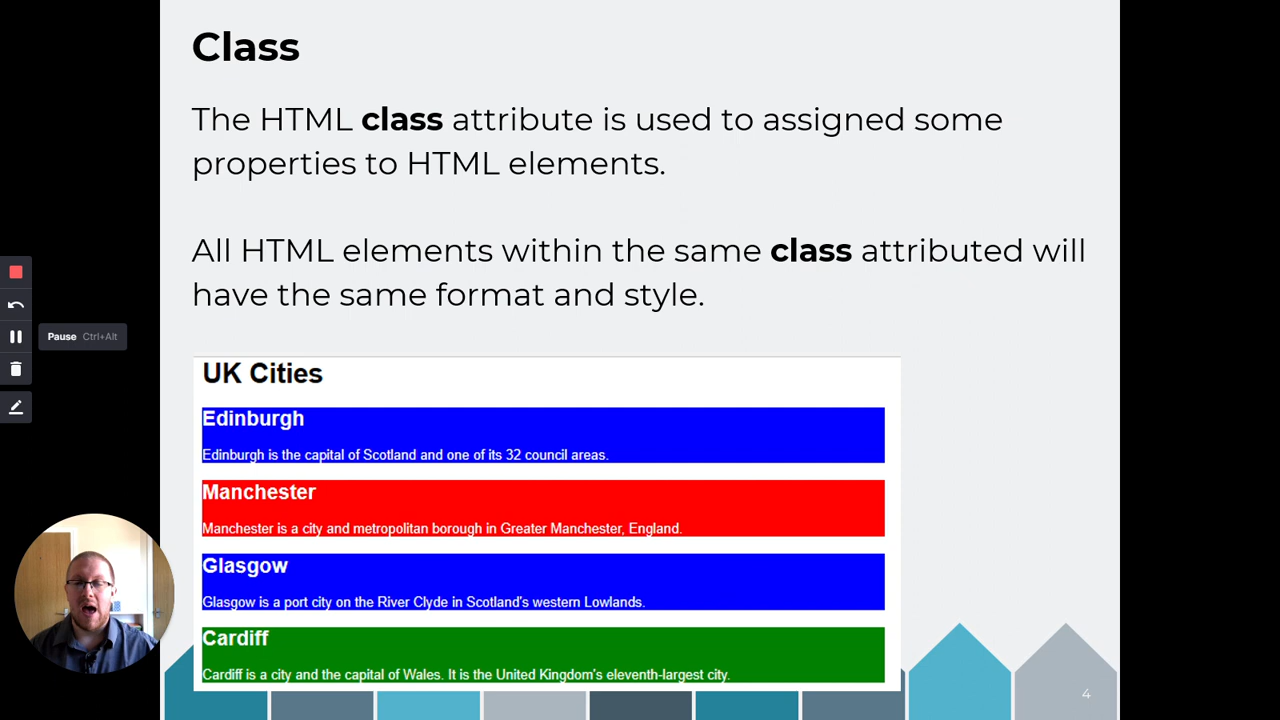 Class
The HTML class attribute is used to assigned some
properties to HTML elements.
All HTML elements within the same class attributed will
have the same format and style.
Pause Ctrl+Alt
UK Cities
Edinburgh
Edinburgh is the capital of Scotland and one of its 32 council areas.
Manchester
Manchester is a city and metropolitan borough in Greater Manchester, England.
Glasgow
Glasgow is a port city on the River Clyde in Scotland's western Lowlands.
Cardiff
Cardiff is a city and the capital of Wales. It is the United Kingdom's eleventh-largest city.
4